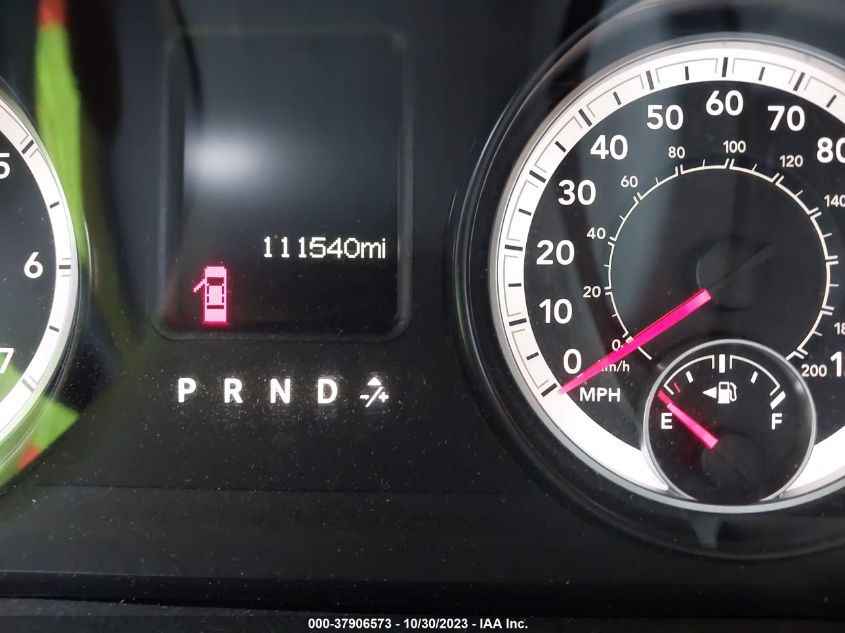 5
6
7
111540mi
P R N D -/+
0 10 20 30 40 50 60 70 80
0 20 40 60 80 100 120 140 200
km/h
MPH
E F
000-37906573 - 10/30/2023 - IAA Inc.